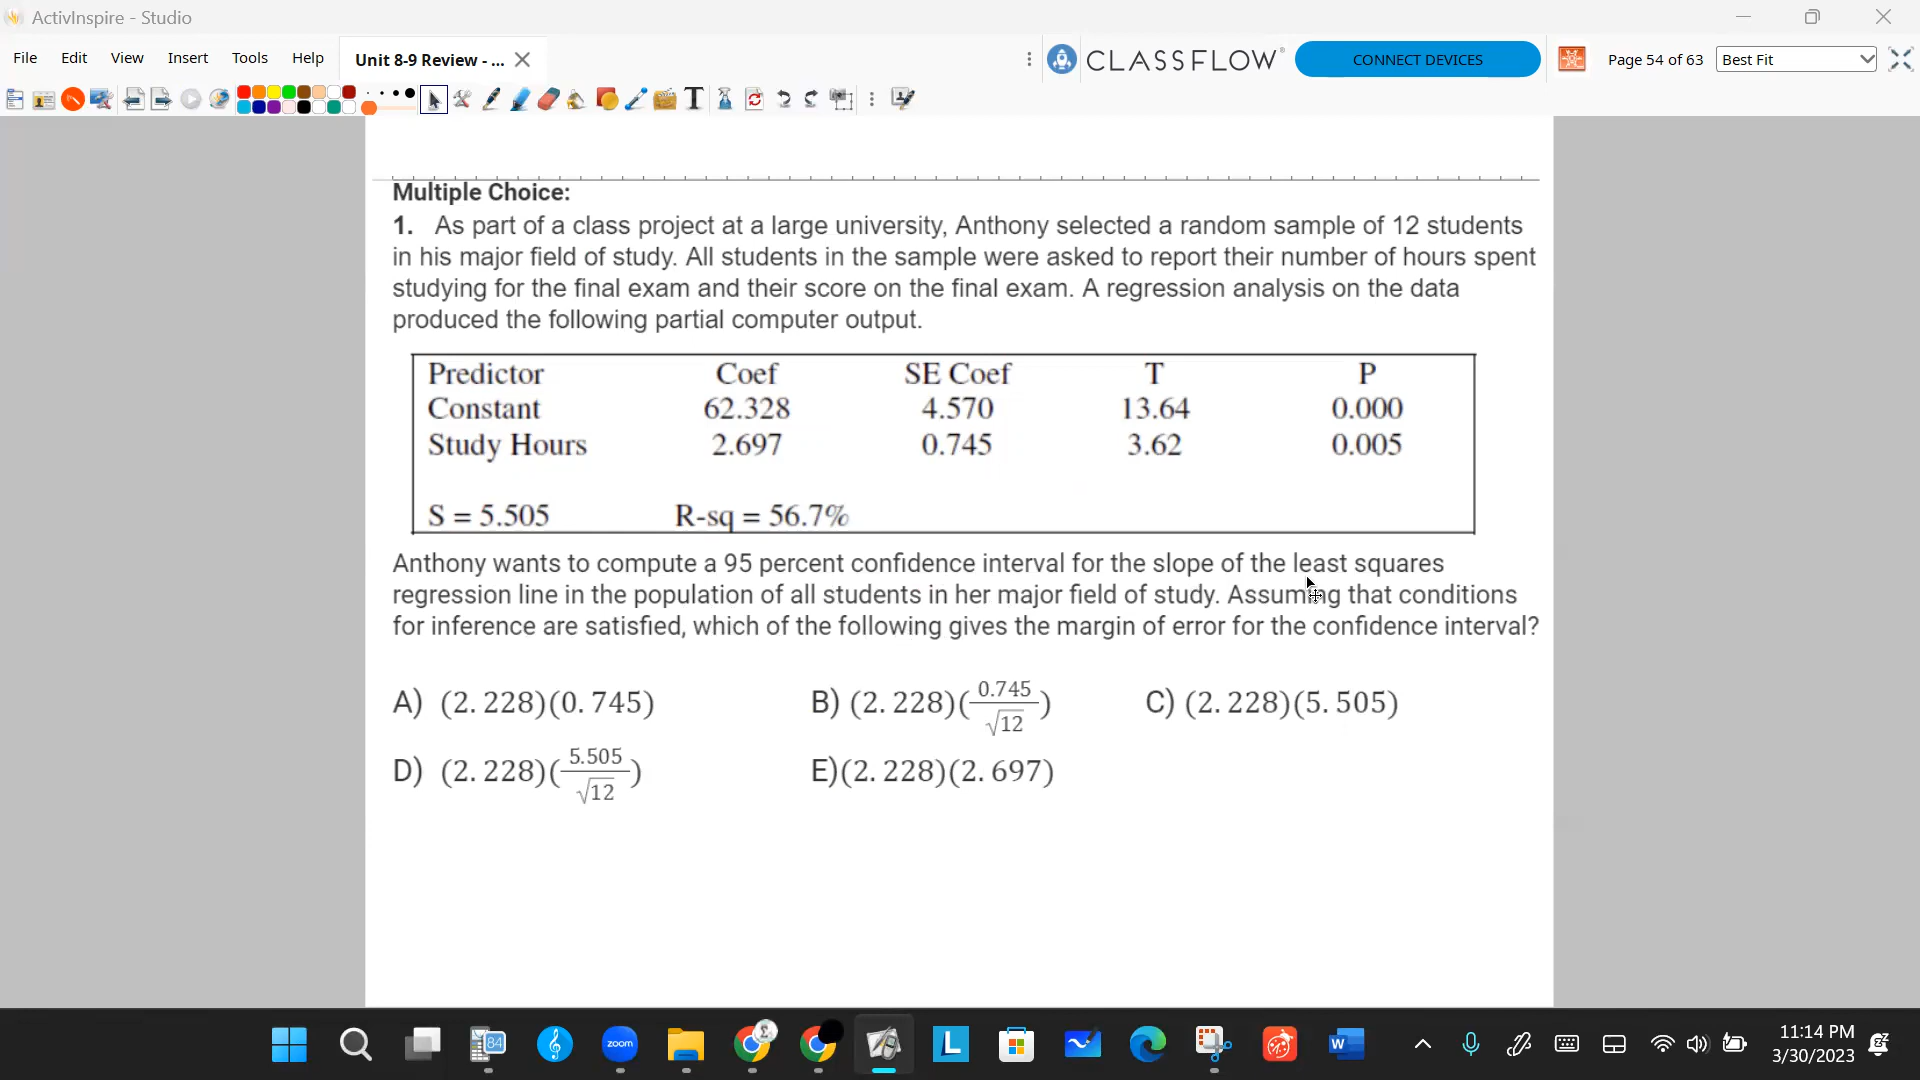 ActivInspire - Studio
File Edit View Insert Tools Help Unit 8-9 Review - ... CLASSFLOW CONNECT DEVICES Page 54 of 63 Best Fit
Multiple Choice:
1. As part of a class project at a large university, Anthony selected a random sample of 12 students
in his major field of study. All students in the sample were asked to report their number of hours spent
studying for the final exam and their score on the final exam. A regression analysis on the data
produced the following partial computer output.
Predictor Coef SE Coef T P
Constant 62.328 4.570 13.64 0.000
Study Hours 2.697 0.745 3.62 0.005
S = 5.505 R-sq = 56.7%
Anthony wants to compute a 95 percent confidence interval for the slope of the least squares
regression line in the population of all students in her major field of study. Assuming that conditions
for inference are satisfied, which of the following gives the margin of error for the confidence interval?
A) (2.228)(0.745) B) (2.228)(0.745/√12) C) (2.228)(5.505)
D) (2.228)(5.505/√12) E)(2.228)(2.697)
84 zoom L W
11:14 PM
3/30/2023